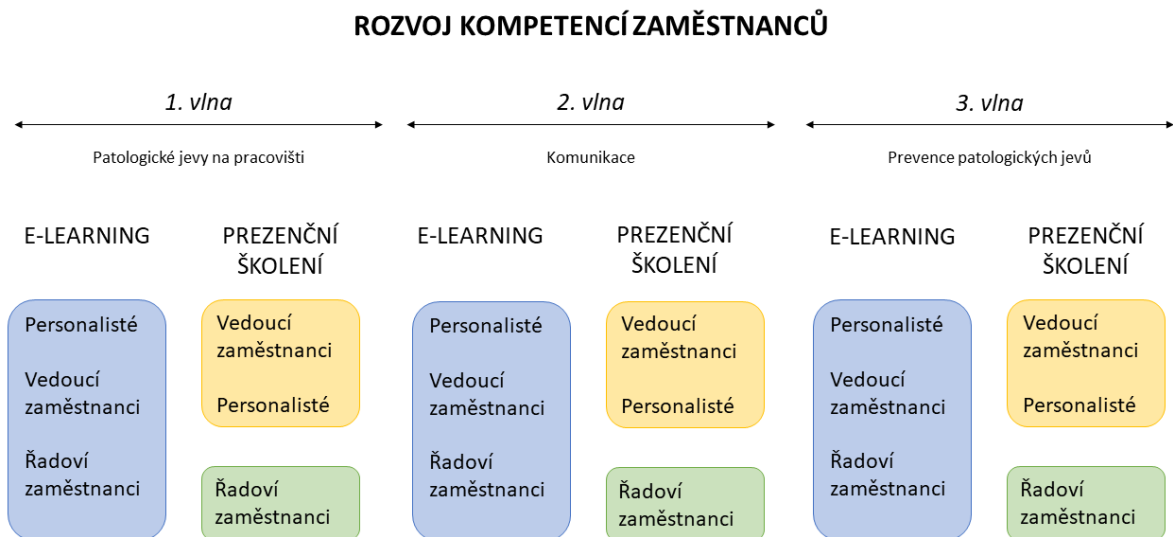 ROZVOJ KOMPETENCÍ ZAMĚSTNANCŮ
1. vlna
Patologické jevy na pracovišti
E-LEARNING
Personalisté
Vedoucí
zaměstnanci
Řadoví
zaměstnanci
PREZENČNÍ
ŠKOLENÍ
Vedoucí
zaměstnanci
Personalisté
Řadoví
zaměstnanci
2. vlna
Komunikace
E-LEARNING
Personalisté
Vedoucí
zaměstnanci
Řadoví
zaměstnanci
PREZENČNÍ
ŠKOLENÍ
Vedoucí
zaměstnanci
Personalisté
Řadoví
zaměstnanci
3. vlna
Prevence patologických jevů
E-LEARNING
Personalisté
Vedoucí
zaměstnanci
Řadoví
zaměstnanci
PREZENČNÍ
ŠKOLENÍ
Vedoucí
zaměstnanci
Personalisté
Řadoví
zaměstnanci